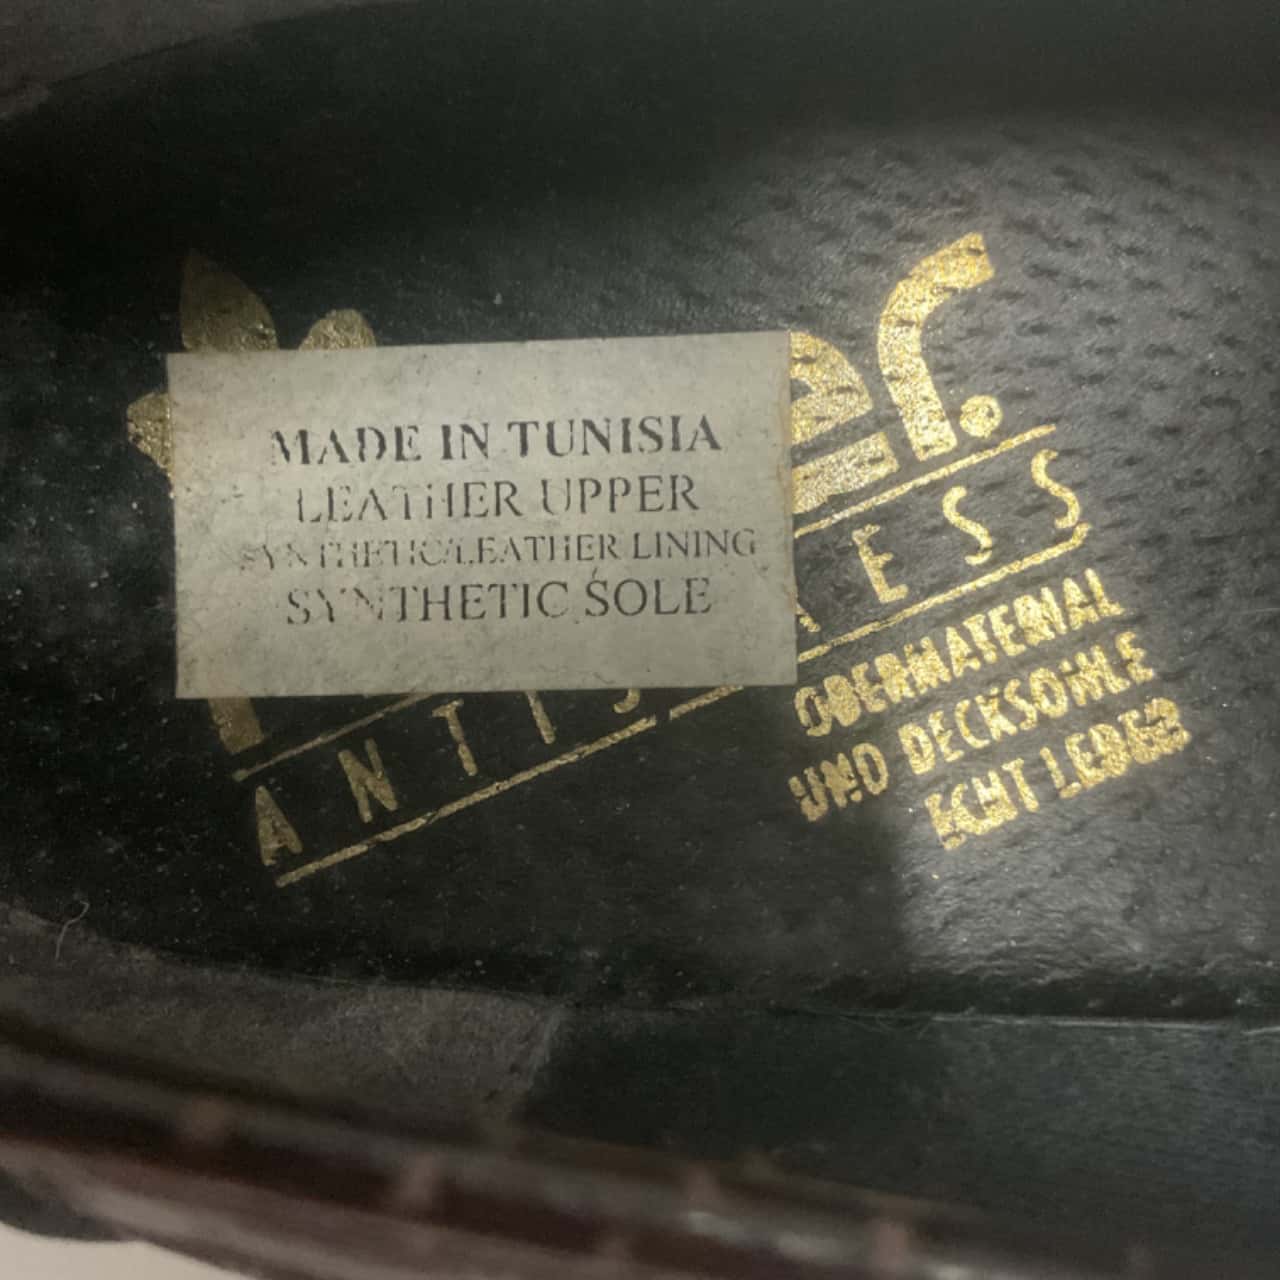 MADE IN TUNISIA
LEATHER UPPER
SYNTHETIC/LEATHER LINING
SYNTHETIC SOLE
OBERMATERIAL
UND DECKSOHLE
ECHT LEDER